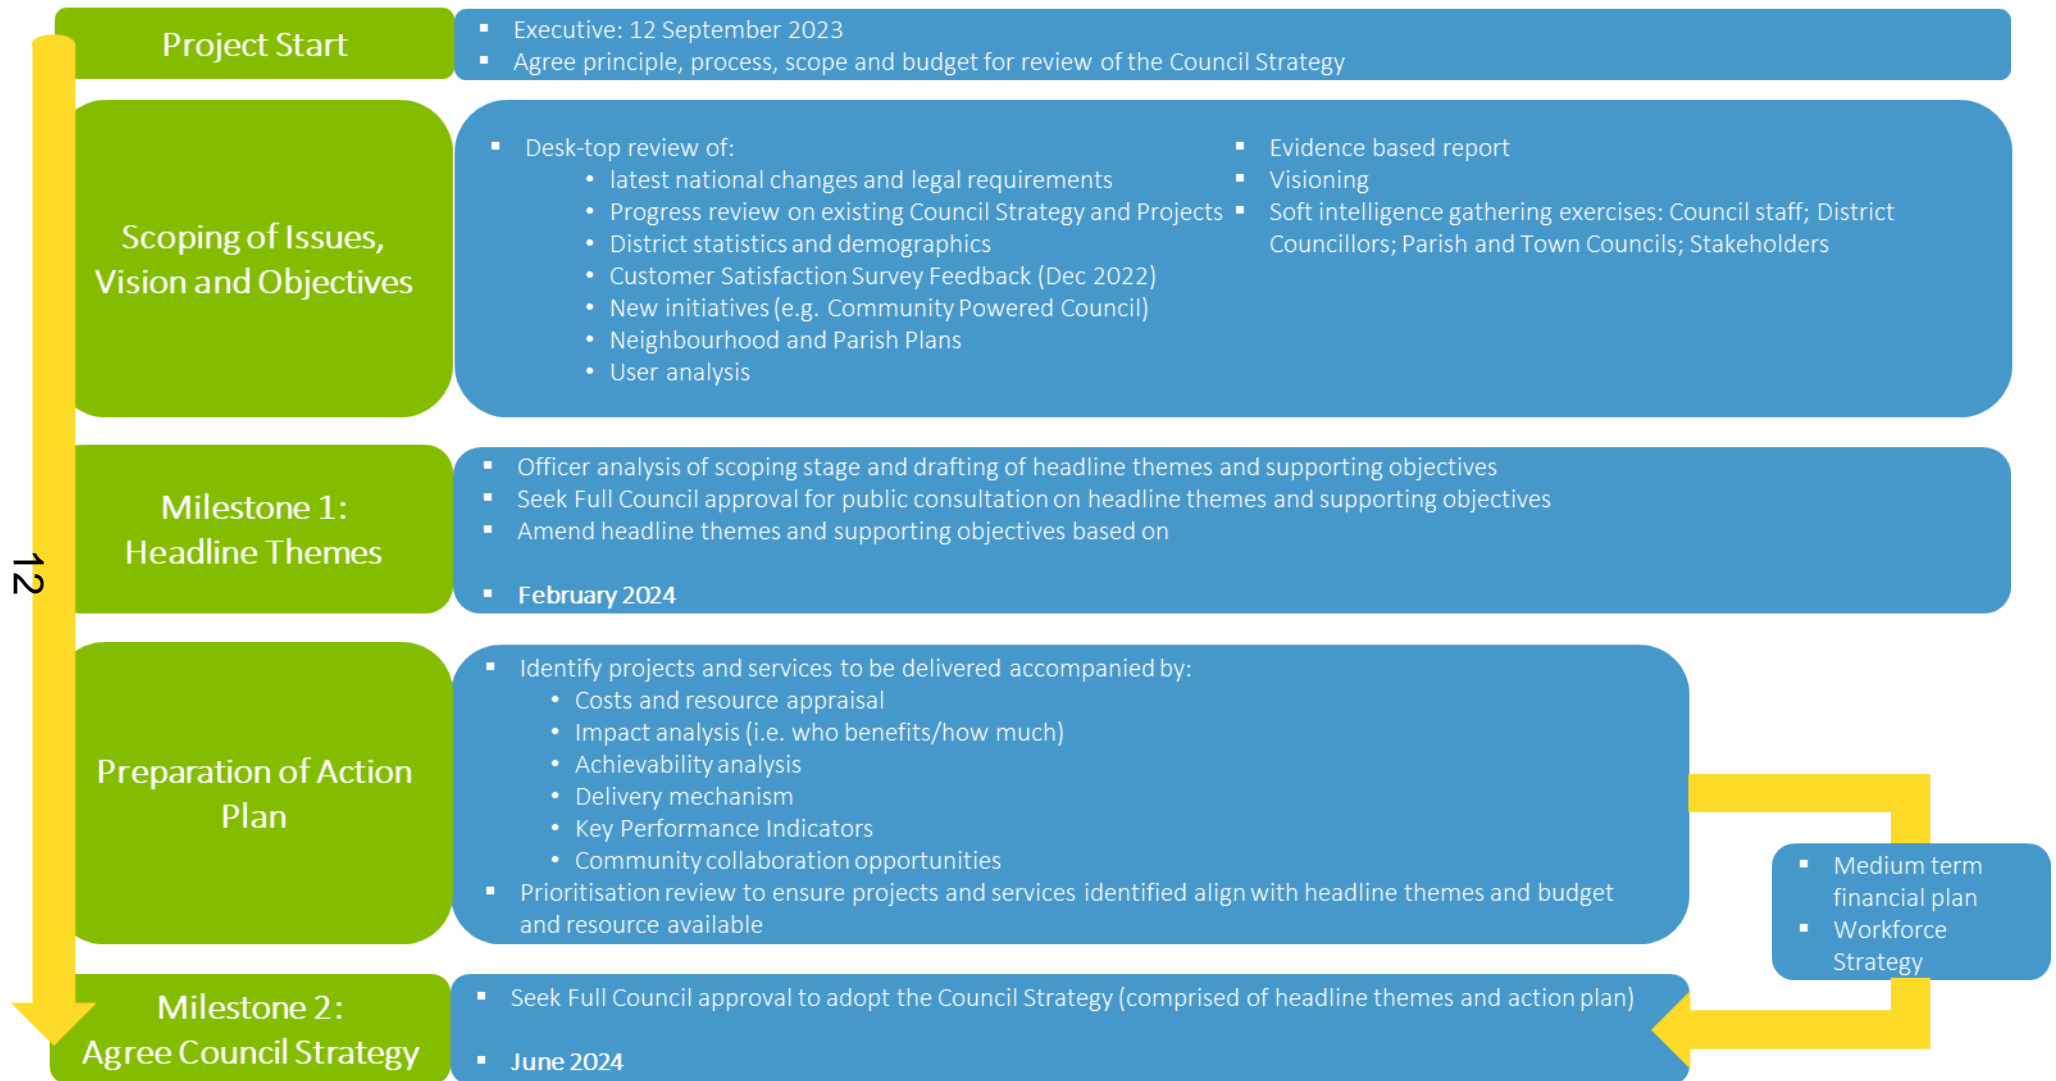 Project Start
▪ Executive: 12 September 2023
▪ Agree principle, process, scope and budget for review of the Council Strategy
Scoping of Issues,
Vision and Objectives
▪ Desk-top review of:
• latest national changes and legal requirements
• Progress review on existing Council Strategy and Projects
• District statistics and demographics
• Customer Satisfaction Survey Feedback (Dec 2022)
• New initiatives (e.g. Community Powered Council)
• Neighbourhood and Parish Plans
• User analysis
▪ Evidence based report
▪ Visioning
▪ Soft intelligence gathering exercises: Council staff; District
Councillors; Parish and Town Councils; Stakeholders
Milestone 1:
Headline Themes
▪ Officer analysis of scoping stage and drafting of headline themes and supporting objectives
▪ Seek Full Council approval for public consultation on headline themes and supporting objectives
▪ Amend headline themes and supporting objectives based on
▪ February 2024
12
Preparation of Action
Plan
▪ Identify projects and services to be delivered accompanied by:
• Costs and resource appraisal
• Impact analysis (i.e. who benefits/how much)
• Achievability analysis
• Delivery mechanism
• Key Performance Indicators
• Community collaboration opportunities
▪ Prioritisation review to ensure projects and services identified align with headline themes and budget
and resource available
▪ Medium term
financial plan
▪ Workforce
Strategy
Milestone 2:
Agree Council Strategy
▪ Seek Full Council approval to adopt the Council Strategy (comprised of headline themes and action plan)
▪ June 2024